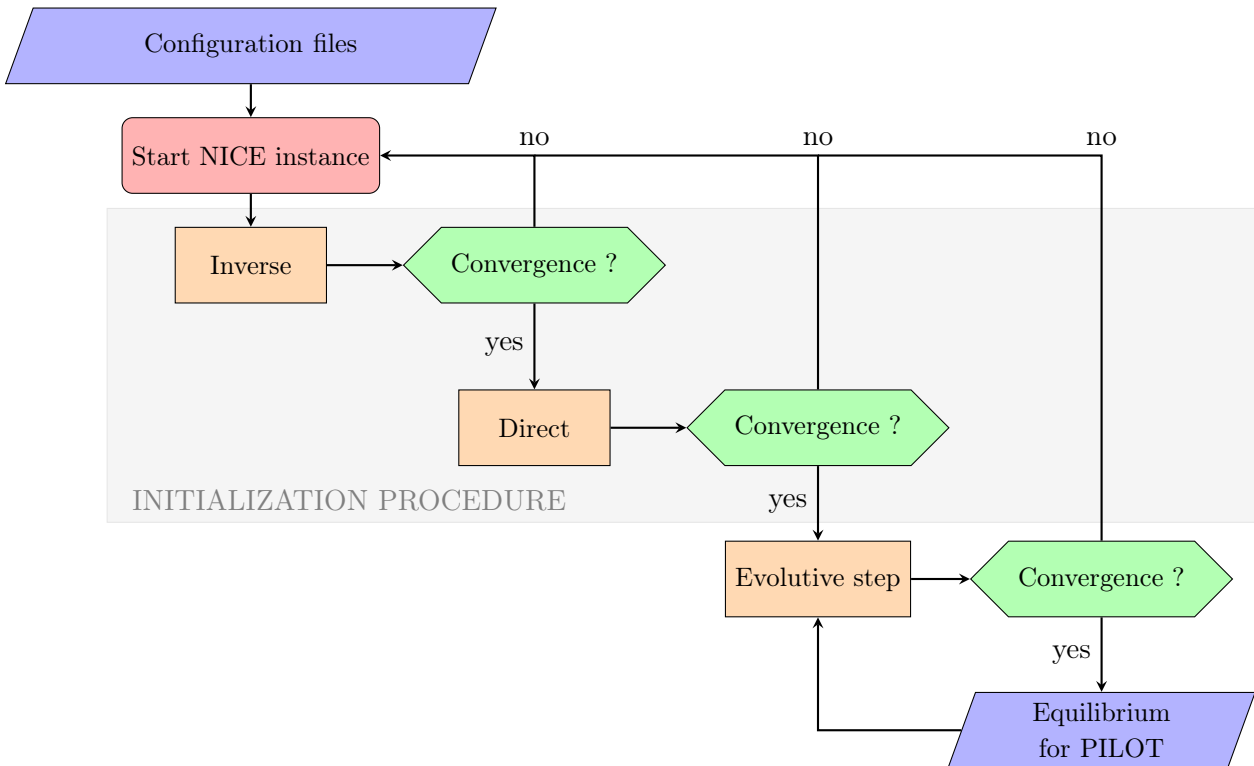 Configuration files
no
no
no
Start NICE instance
Inverse
Convergence ?
yes
Direct
Convergence ?
INITIALIZATION PROCEDURE
yes
Evolutive step
Convergence ?
yes
Equilibrium
for PILOT